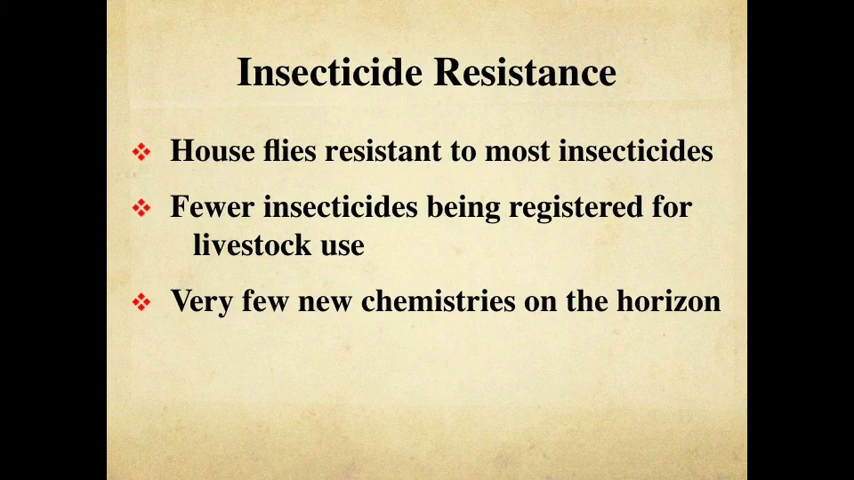 Insecticide Resistance
House flies resistant to most insecticides
Fewer insecticides being registered for
livestock use
Very few new chemistries on the horizon